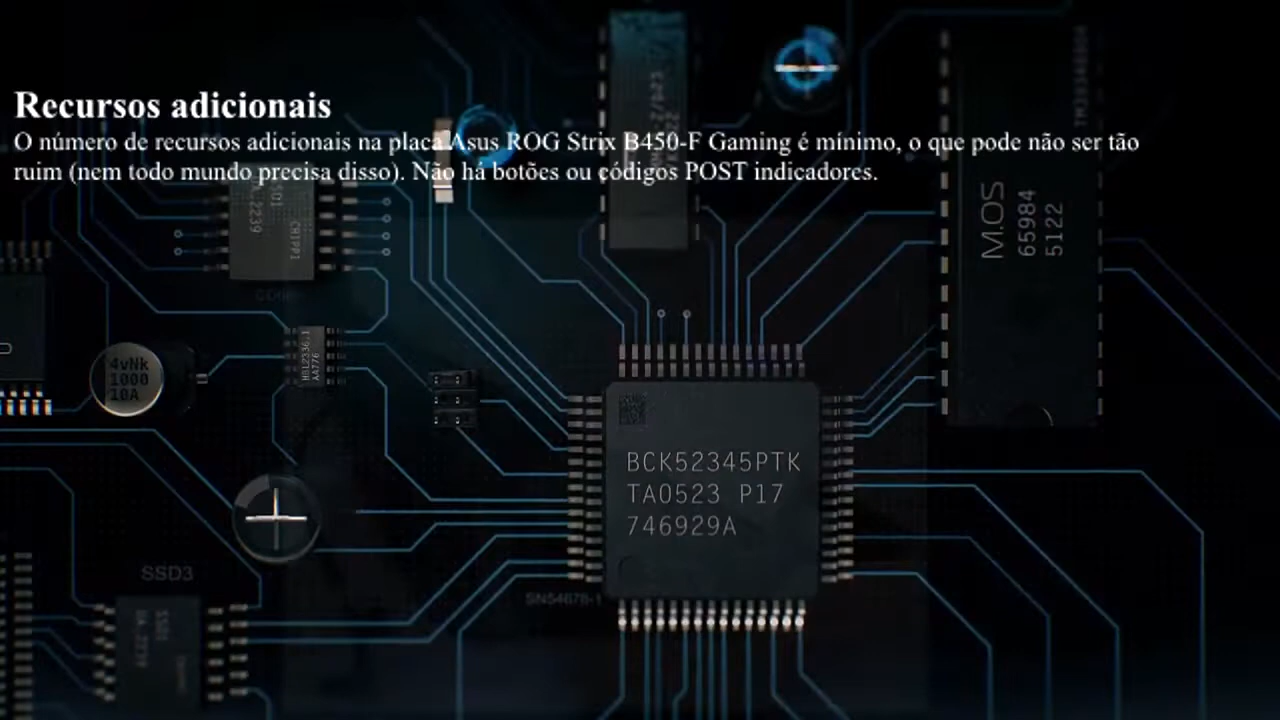 Recursos adicionais
O número de recursos adicionais na placa Asus ROG Strix B450-F Gaming é mínimo, o que pode não ser tão
ruim (nem todo mundo precisa disso). Não há botões ou códigos POST indicadores.
M.OS
65984
5122
4vNk
1000
10A
BCK52345PTK
TA0523 P17
746929A
SSD3